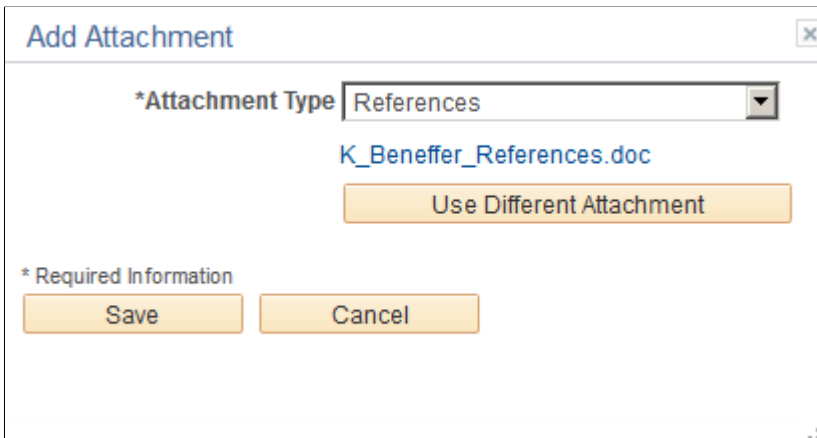 Add Attachment
*Attachment Type References
K_Beneffer_References.doc
Use Different Attachment
* Required Information
Save Cancel